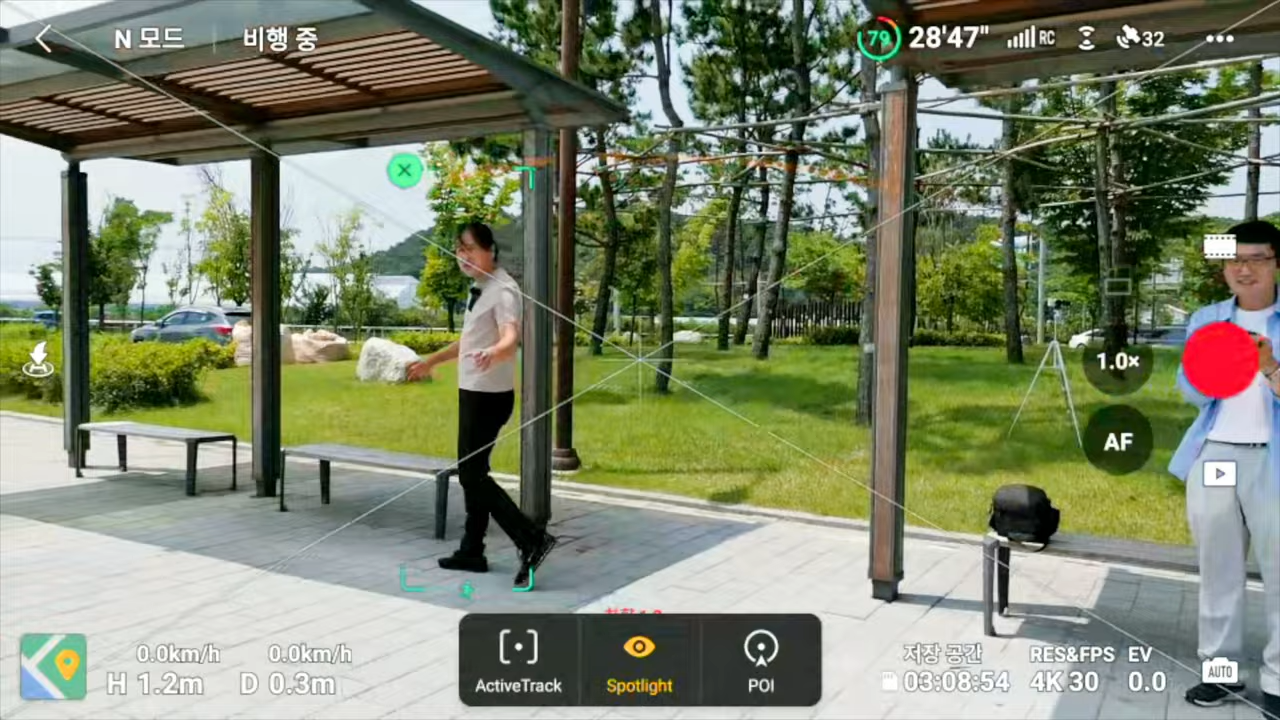 N 모드 비행 중
79 28'47" RC 32
1.0×
AF
ActiveTrack Spotlight POI
0.0km/h 0.0km/h
H 1.2m D 0.3m
저장 공간 RES&FPS EV
03:08:54 4K 30 0.0
AUTO